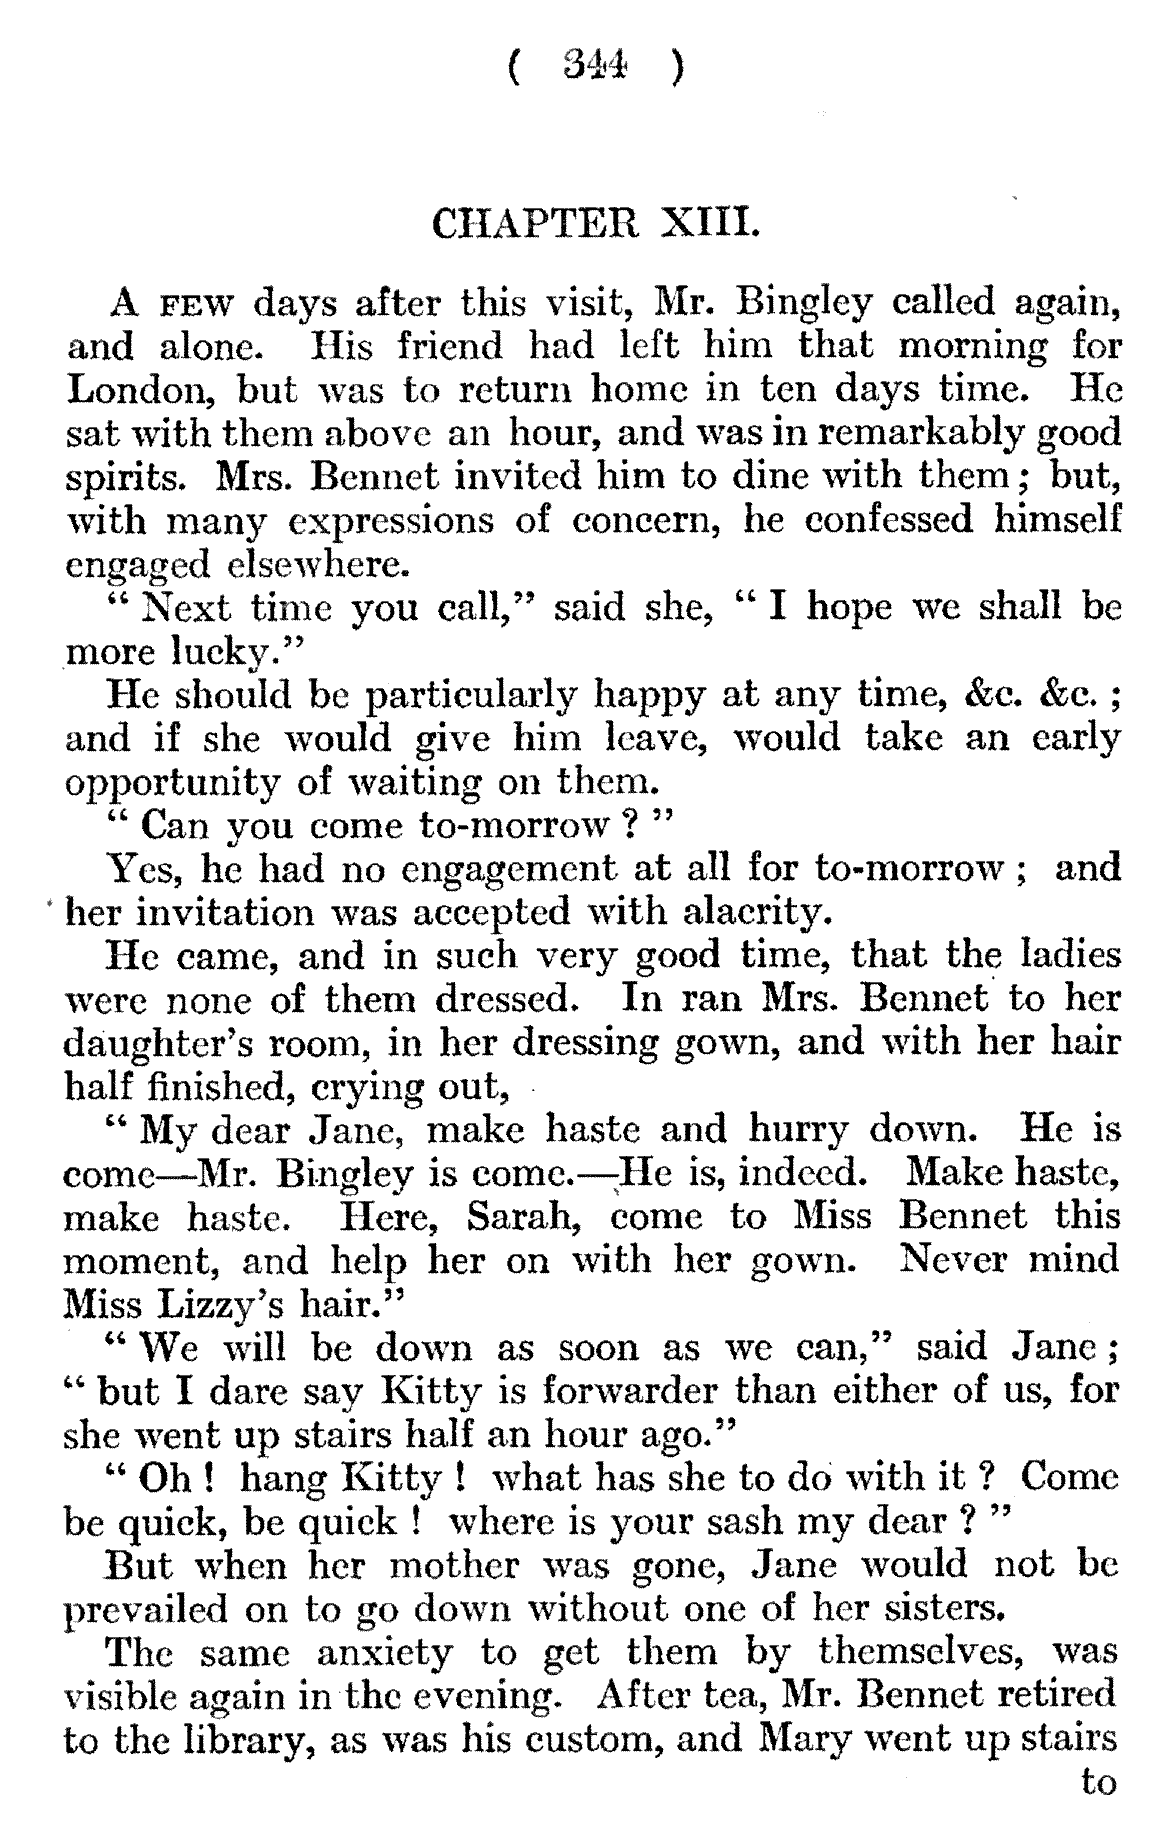 ( 344 )
CHAPTER XIII.
A FEW days after this visit, Mr. Bingley called again,
and alone. His friend had left him that morning for
London, but was to return home in ten days time. He
sat with them above an hour, and was in remarkably good
spirits. Mrs. Bennet invited him to dine with them; but,
with many expressions of concern, he confessed himself
engaged elsewhere.
“ Next time you call,” said she, “ I hope we shall be
more lucky.”
He should be particularly happy at any time, &c. &c. ;
and if she would give him leave, would take an early
opportunity of waiting on them.
“ Can you come to-morrow ? ”
Yes, he had no engagement at all for to-morrow ; and
her invitation was accepted with alacrity.
He came, and in such very good time, that the ladies
were none of them dressed. In ran Mrs. Bennet to her
daughter’s room, in her dressing gown, and with her hair
half finished, crying out,
“ My dear Jane, make haste and hurry down. He is
come—Mr. Bingley is come.—He is, indeed. Make haste,
make haste. Here, Sarah, come to Miss Bennet this
moment, and help her on with her gown. Never mind
Miss Lizzy’s hair.”
“ We will be down as soon as we can,” said Jane ;
“ but I dare say Kitty is forwarder than either of us, for
she went up stairs half an hour ago.”
“ Oh ! hang Kitty ! what has she to do with it ? Come
be quick, be quick ! where is your sash my dear ? ”
But when her mother was gone, Jane would not be
prevailed on to go down without one of her sisters.
The same anxiety to get them by themselves, was
visible again in the evening. After tea, Mr. Bennet retired
to the library, as was his custom, and Mary went up stairs
to